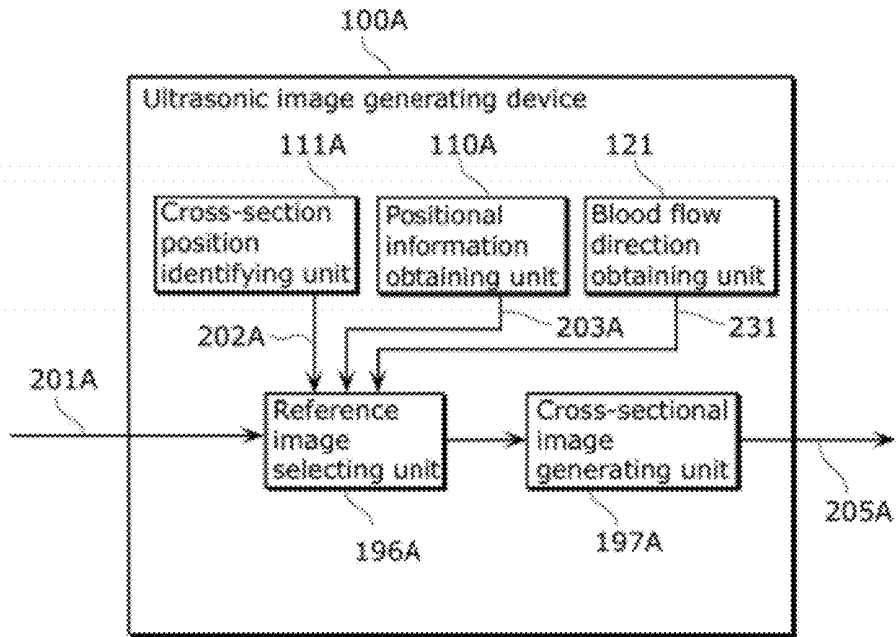 100A
Ultrasonic image generating device
111A
110A
121
Cross-section
position
identifying unit
Positional
information
obtaining unit
Blood flow
direction
obtaining unit
202A
203A
231
201A
Reference
image
selecting unit
Cross-sectional
image
generating unit
196A
197A
205A